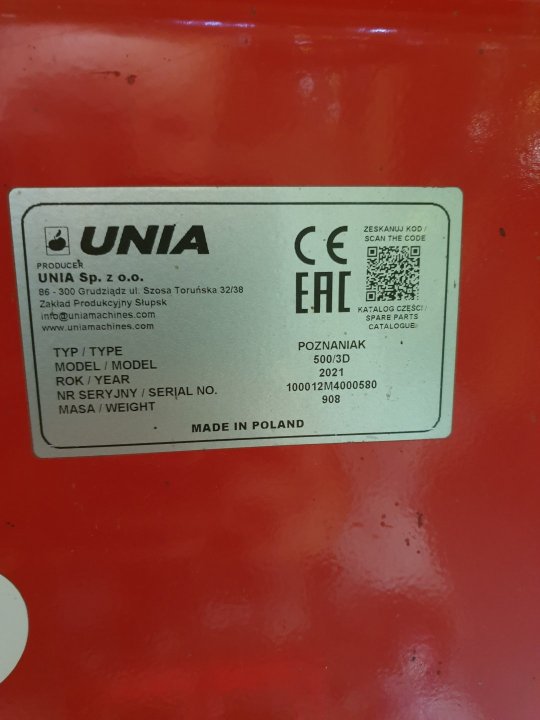 UNIA
PRODUCER
UNIA Sp. z o.o.
86 - 300 Grudziądz ul. Szosa Toruńska 32/38
Zakład Produkcyjny Słupsk
info@uniamachines.com
www.uniamachines.com
CE
EAC
ZESKANUJ KOD /
SCAN THE CODE
KATALOG CZĘŚCI /
SPARE PARTS
CATALOGUE
TYP / TYPE POZNANIAK
MODEL / MODEL 500/3D
ROK / YEAR 2021
NR SERYJNY / SERIAL NO. 100012M4000580
MASA / WEIGHT 908
MADE IN POLAND